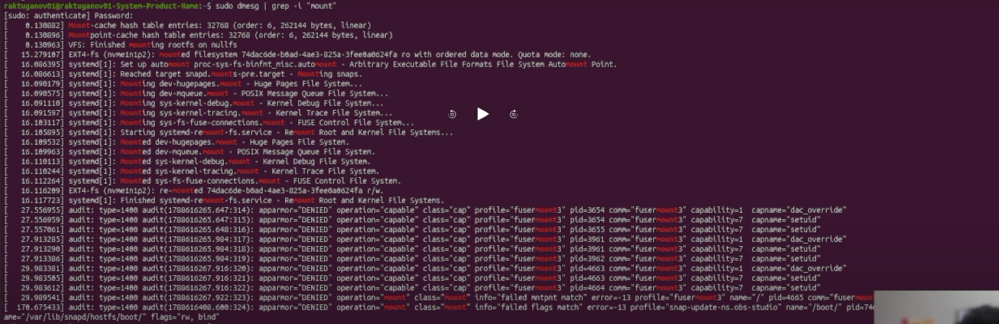 raktuganov01@raktuganov01-System-Product-Name:~$ sudo dmesg | grep -i "mount"
[sudo: authenticate] Password:
[    0.130882] Mount-cache hash table entries: 32768 (order: 6, 262144 bytes, linear)
[    0.130896] Mountpoint-cache hash table entries: 32768 (order: 6, 262144 bytes, linear)
[    0.130963] VFS: Finished mounting rootfs on nullfs
[   15.279107] EXT4-fs (nvme1n1p2): mounted filesystem 74dac6de-b0ad-4ae3-825a-3fee0a0624fa ro with ordered data mode. Quota mode: none.
[   16.086395] systemd[1]: Set up automount proc-sys-fs-binfmt_misc.automount - Arbitrary Executable File Formats File System Automount Point.
[   16.086613] systemd[1]: Reached target snapd.mounts-pre.target - Mounting snaps.
[   16.090179] systemd[1]: Mounting dev-hugepages.mount - Huge Pages File System...
[   16.090575] systemd[1]: Mounting dev-mqueue.mount - POSIX Message Queue File System...
[   16.091110] systemd[1]: Mounting sys-kernel-debug.mount - Kernel Debug File System...
[   16.091597] systemd[1]: Mounting sys-kernel-tracing.mount - Kernel Trace File System...
[   16.103117] systemd[1]: Mounting sys-fs-fuse-connections.mount - FUSE Control File System...
[   16.105895] systemd[1]: Starting systemd-remount-fs.service - Remount Root and Kernel File Systems...
[   16.109532] systemd[1]: Mounted dev-hugepages.mount - Huge Pages File System.
[   16.109963] systemd[1]: Mounted dev-mqueue.mount - POSIX Message Queue File System.
[   16.110113] systemd[1]: Mounted sys-kernel-debug.mount - Kernel Debug File System.
[   16.110244] systemd[1]: Mounted sys-kernel-tracing.mount - Kernel Trace File System.
[   16.112264] systemd[1]: Mounted sys-fs-fuse-connections.mount - FUSE Control File System.
[   16.116209] EXT4-fs (nvme1n1p2): re-mounted 74dac6de-b0ad-4ae3-825a-3fee0a0624fa r/w.
[   16.117723] systemd[1]: Finished systemd-remount-fs.service - Remount Root and Kernel File Systems.
[   27.556955] audit: type=1400 audit(1788616265.647:314): apparmor="DENIED" operation="capable" class="cap" profile="fusermount3" pid=3654 comm="fusermount3" capability=1  capname="dac_override"
[   27.556959] audit: type=1400 audit(1788616265.647:315): apparmor="DENIED" operation="capable" class="cap" profile="fusermount3" pid=3654 comm="fusermount3" capability=7  capname="setuid"
[   27.557061] audit: type=1400 audit(1788616265.648:316): apparmor="DENIED" operation="capable" class="cap" profile="fusermount3" pid=3655 comm="fusermount3" capability=7  capname="setuid"
[   27.913285] audit: type=1400 audit(1788616265.984:317): apparmor="DENIED" operation="capable" class="cap" profile="fusermount3" pid=3961 comm="fusermount3" capability=1  capname="dac_override"
[   27.913290] audit: type=1400 audit(1788616265.984:318): apparmor="DENIED" operation="capable" class="cap" profile="fusermount3" pid=3961 comm="fusermount3" capability=7  capname="setuid"
[   27.913386] audit: type=1400 audit(1788616265.984:319): apparmor="DENIED" operation="capable" class="cap" profile="fusermount3" pid=3962 comm="fusermount3" capability=7  capname="setuid"
[   29.983381] audit: type=1400 audit(1788616267.916:320): apparmor="DENIED" operation="capable" class="cap" profile="fusermount3" pid=4663 comm="fusermount3" capability=1  capname="dac_override"
[   29.983505] audit: type=1400 audit(1788616267.916:321): apparmor="DENIED" operation="capable" class="cap" profile="fusermount3" pid=4663 comm="fusermount3" capability=7  capname="setuid"
[   29.983612] audit: type=1400 audit(1788616267.916:322): apparmor="DENIED" operation="capable" class="cap" profile="fusermount3" pid=4664 comm="fusermount3" capability=7  capname="setuid"
[   29.989541] audit: type=1400 audit(1788616267.922:323): apparmor="DENIED" operation="mount" class="mount" info="failed mntpnt match" error=-13 profile="fusermount3" name="/" pid=4665 comm="fusermoun
[  170.675433] audit: type=1400 audit(1788616408.600:324): apparmor="DENIED" operation="mount" class="mount" info="failed flags match" error=-13 profile="snap-update-ns.obs-studio" name="/boot/" pid=74
ame="/var/lib/snapd/hostfs/boot/" flags="rw, bind"
10
10